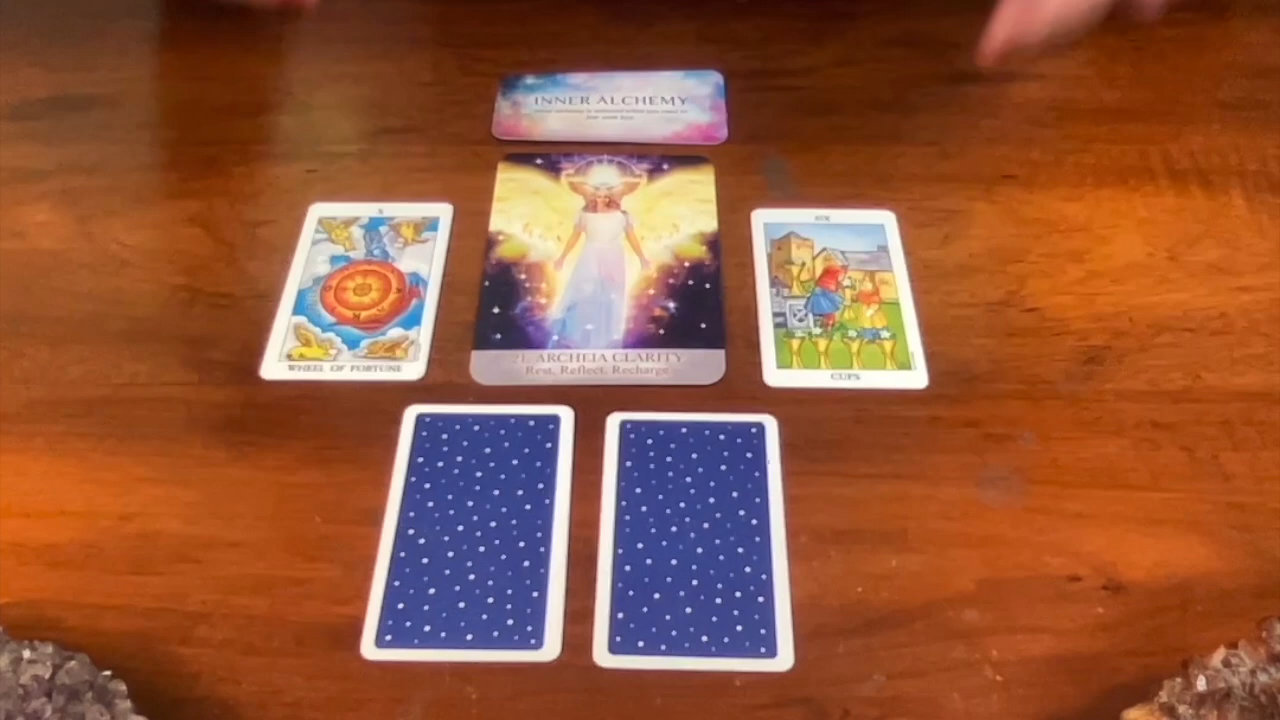 INNER ALCHEMY
X
WHEEL OF FORTUNE
21. ARCHEIA CLARITY
Rest, Reflect, Recharge
SIX
CUPS